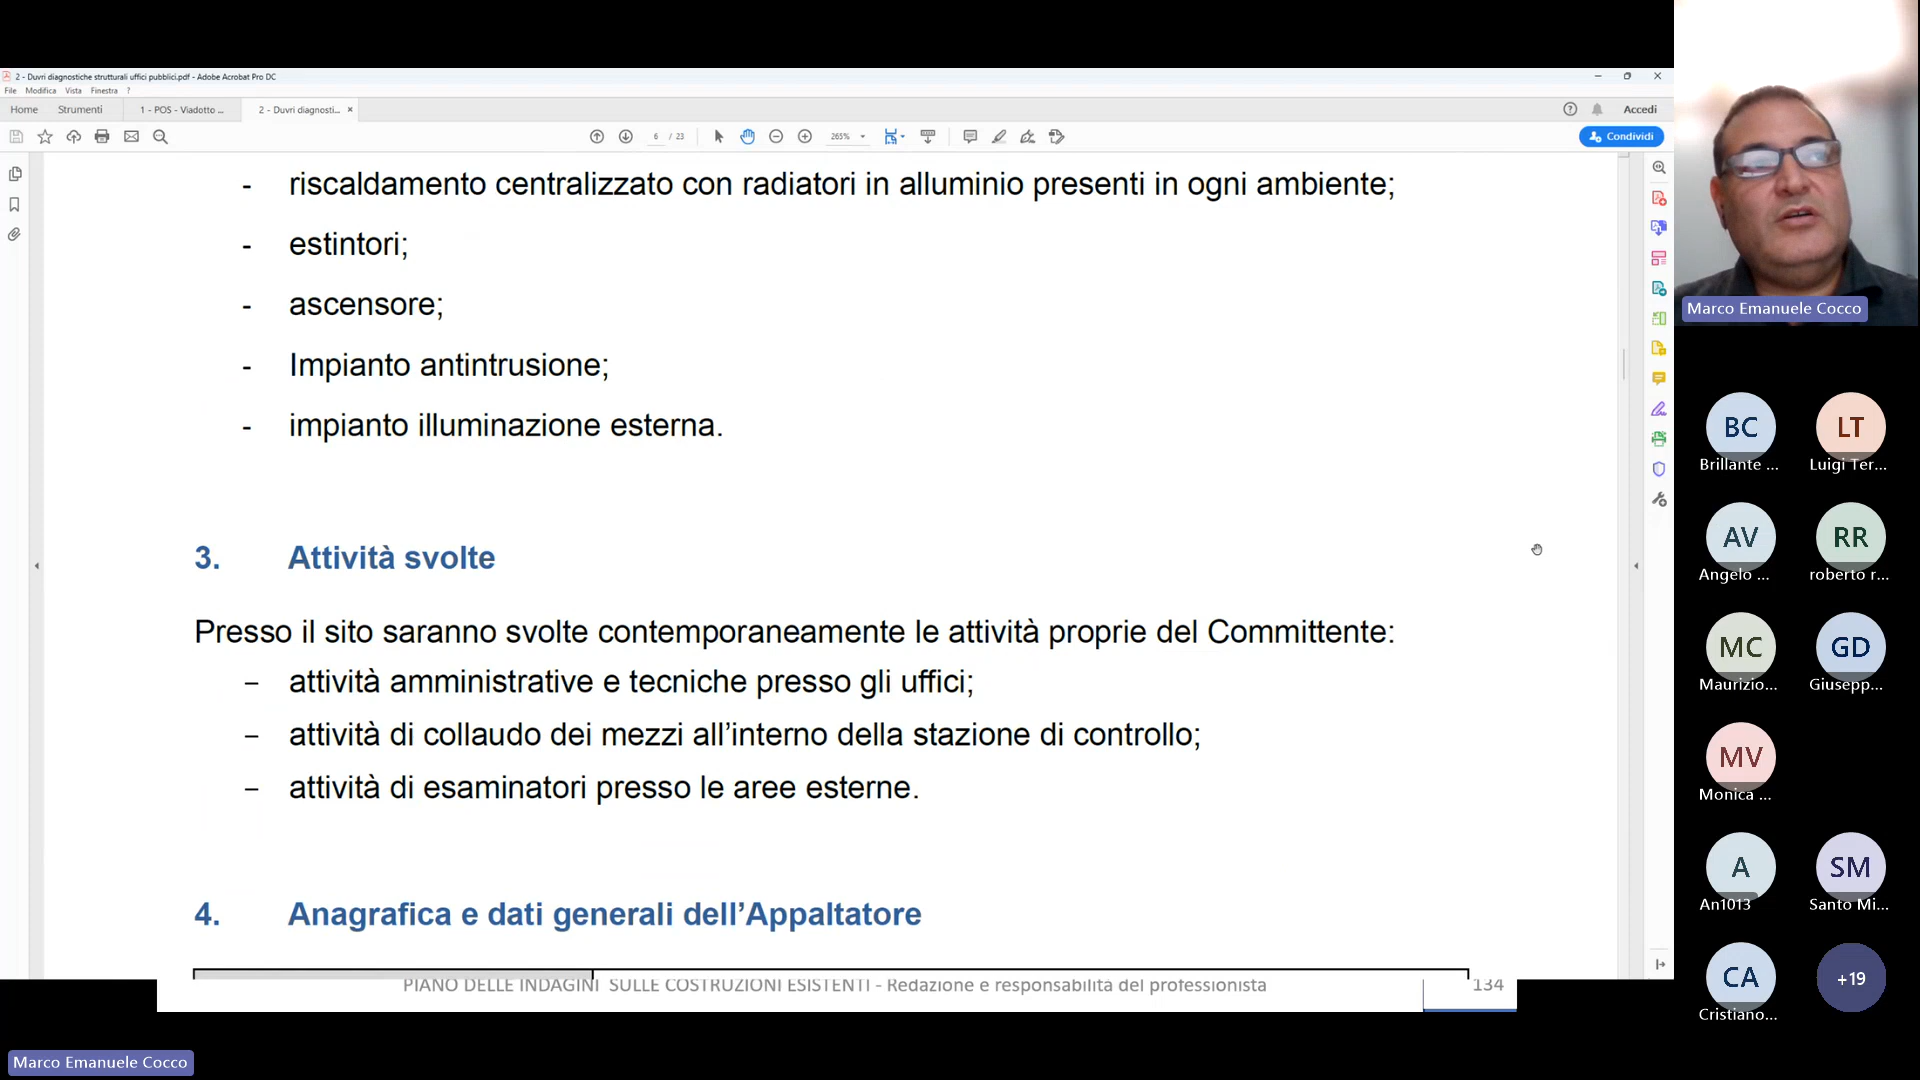 2 - Duvri diagnostiche strutturali uffici pubblici.pdf - Adobe Acrobat Pro DC
File Modifica Vista Finestra ?
Home Strumenti 1 - POS - Viadotto ... 2 - Duvri diagnosti... × Accedi
6 / 23 265% Condividi
- riscaldamento centralizzato con radiatori in alluminio presenti in ogni ambiente;
- estintori;
- ascensore;
- Impianto antintrusione;
- impianto illuminazione esterna.
3. Attività svolte
Presso il sito saranno svolte contemporaneamente le attività proprie del Committente:
− attività amministrative e tecniche presso gli uffici;
− attività di collaudo dei mezzi all’interno della stazione di controllo;
− attività di esaminatori presso le aree esterne.
4. Anagrafica e dati generali dell’Appaltatore
PIANO DELLE INDAGINI SULLE COSTRUZIONI ESISTENTI - Redazione e responsabilità del professionista 134
Marco Emanuele Cocco
Marco Emanuele Cocco
BC LT
Brillante ... Luigi Ter...
AV RR
Angelo ... roberto r...
MC GD
Maurizio... Giusepp...
MV
Monica ...
A SM
An1013 Santo Mi...
CA +19
Cristiano...